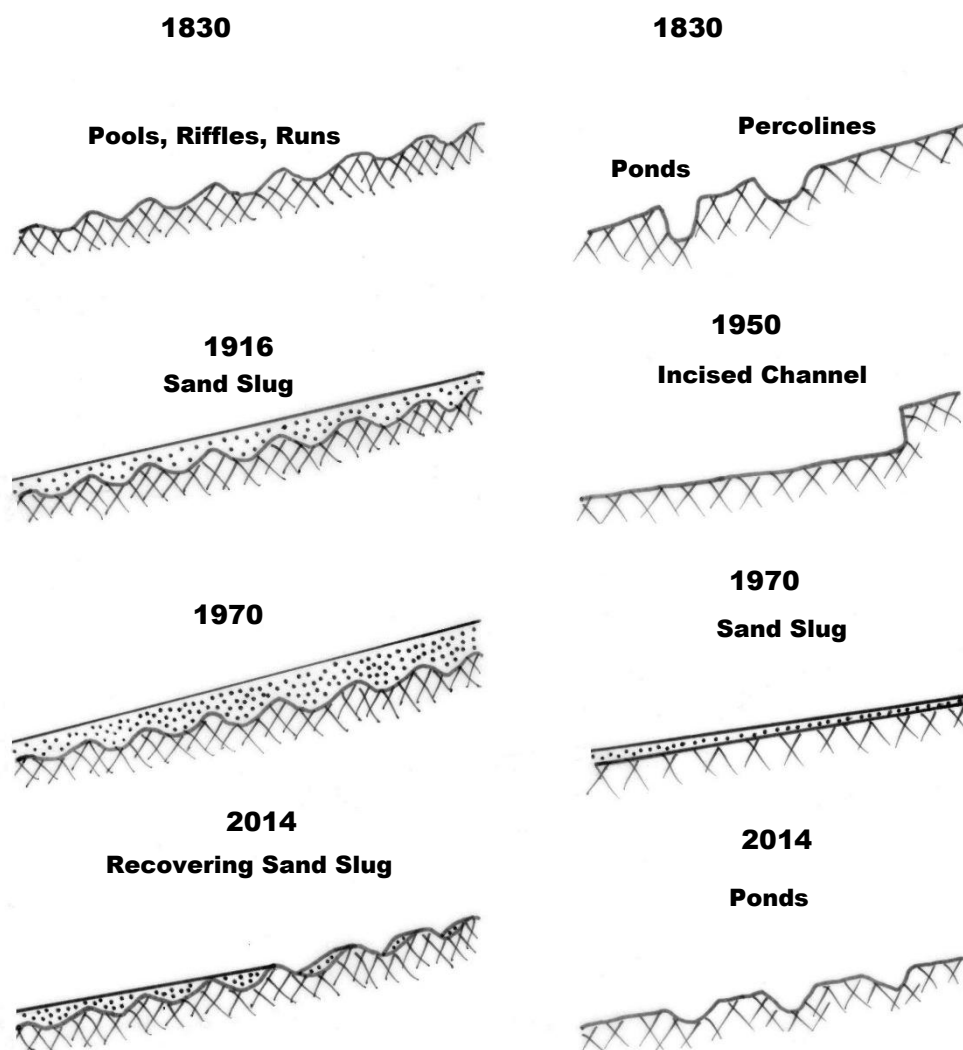 1830
Pools, Riffles, Runs
1916
Sand Slug
1970
2014
Recovering Sand Slug
1830
Percolines
Ponds
1950
Incised Channel
1970
Sand Slug
2014
Ponds